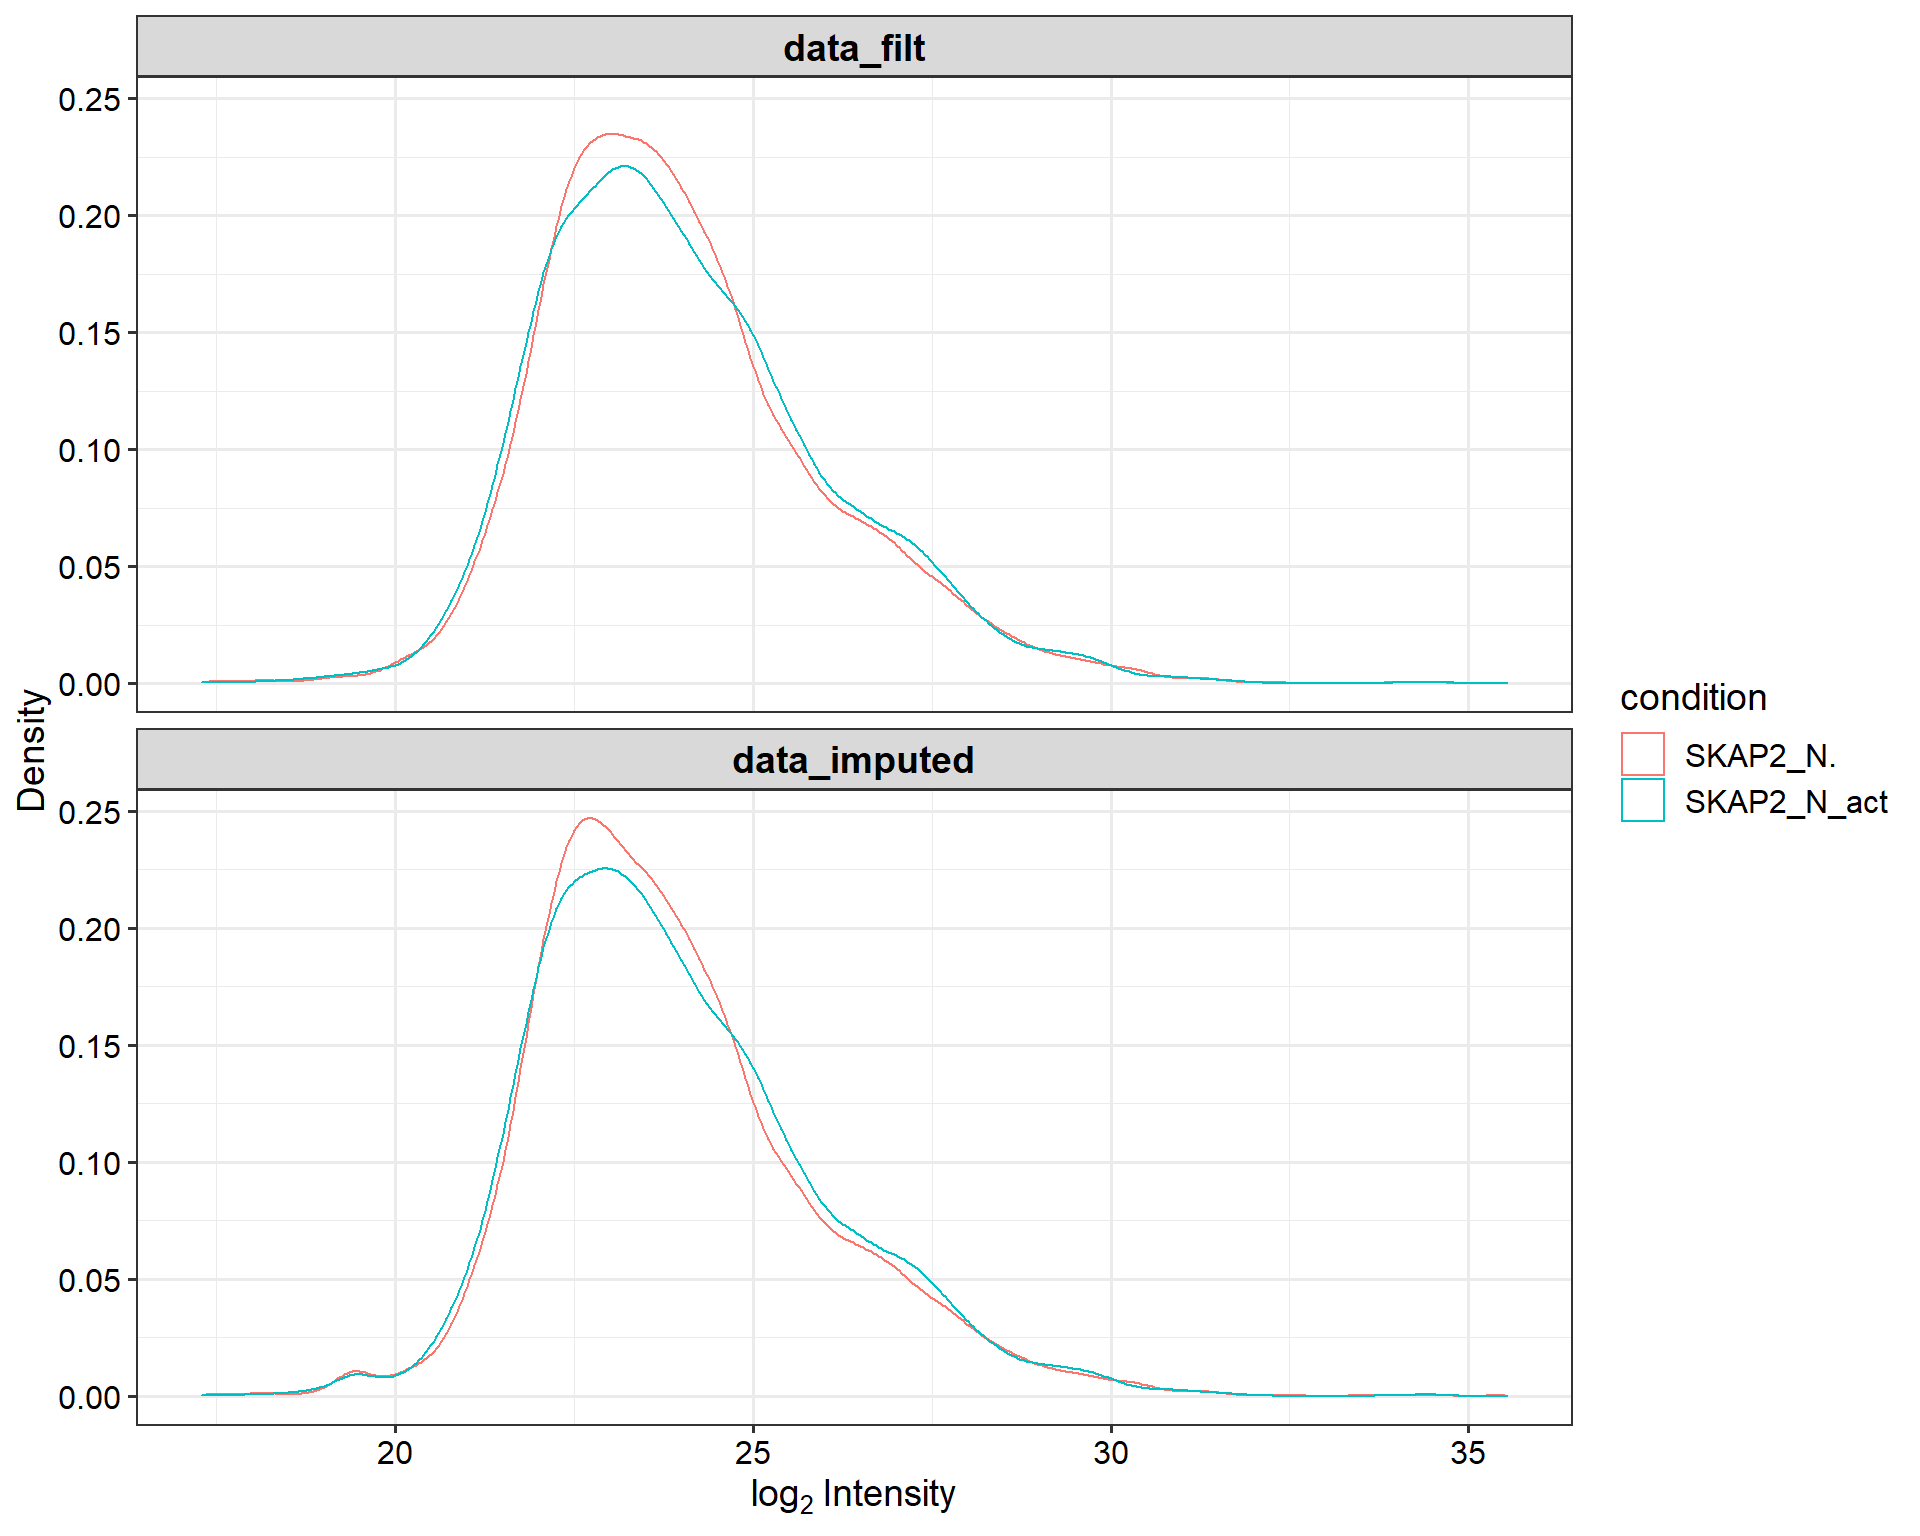 data_filt
0.25
0.20
0.15
0.10
0.05
0.00
data_imputed
0.25
0.20
0.15
0.10
0.05
0.00
Density
20 25 30 35
log₂ Intensity
condition
SKAP2_N.
SKAP2_N_act